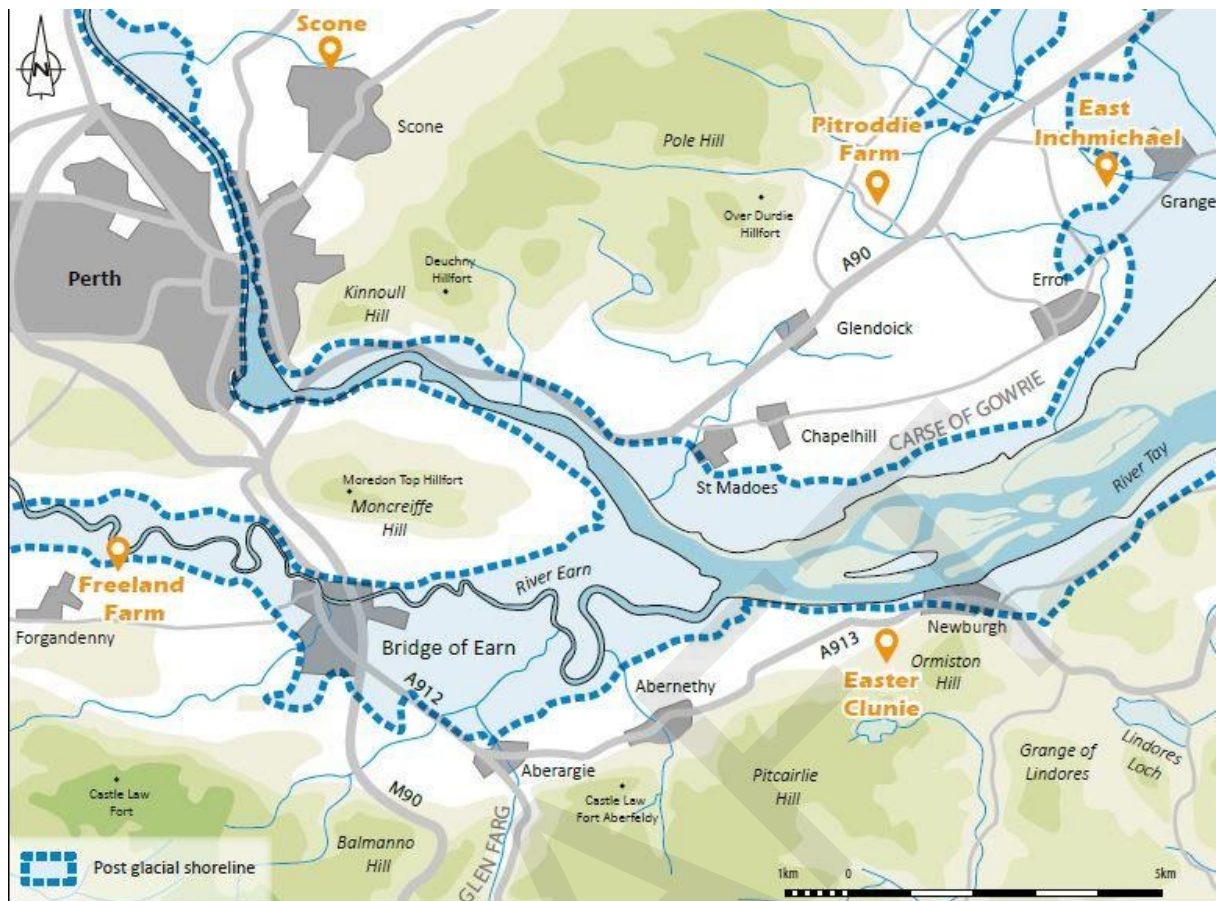 N
Scone
Scone
Pole Hill
Pitroddie
Farm
East
Inchmichael
Grange
Over Durdie
Hillfort
A90
Errol
Perth
Deuchny
Hillfort
Kinnoull
Hill
Glendoick
CARSE OF GOWRIE
Chapelhill
St Madoes
River Tay
Moredon Top Hillfort
Moncreiffe
Hill
Freeland
Farm
River Earn
Forgandenny
Bridge of Earn
Newburgh
A913
Ormiston
Hill
Easter
Clunie
Abernethy
A912
Aberargie
Grange of
Lindores
Lindores
Loch
Pitcairlie
Hill
Castle Law
Fort
Castle Law
Fort Aberfeldy
M90
Balmanno
Hill
GLEN FARG
Post glacial shoreline
1km 0 5km